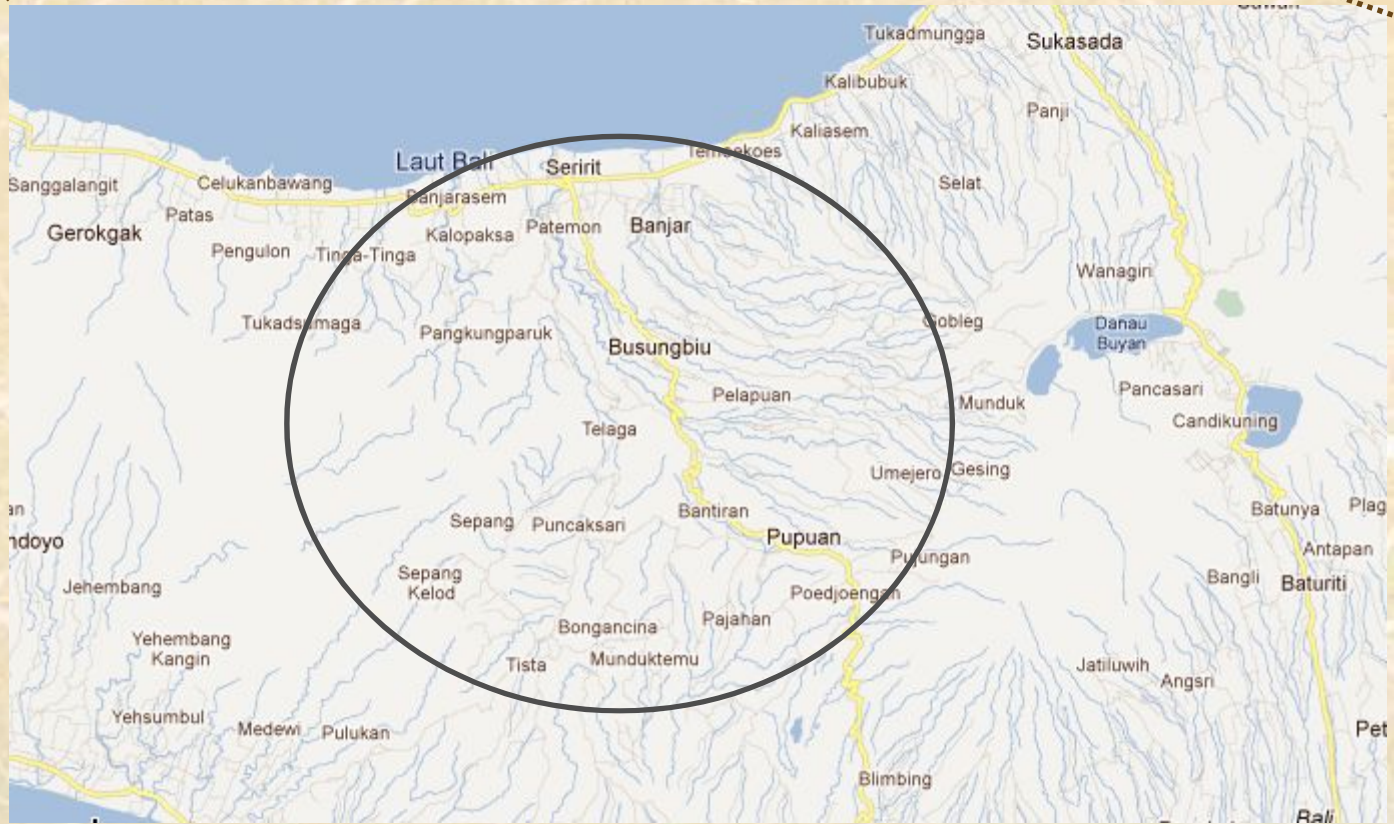 Tukadmungga
Sukasada
Kalibubuk
Panji
Kaliasem
Laut Bali
Seririt
Temoakoes
Sanggalangit
Celukanbawang
Banjarasem
Selat
Patas
Gerokgak
Kalopaksa
Patemon
Banjar
Pengulon
Tinga-Tinga
Wanagiri
Tukadsumaga
Pangkungparuk
Gobleg
Danau
Buyan
Busungbiu
Pelapuan
Munduk
Pancasari
Candikuning
Telaga
Umejero
Gesing
Sepang
Puncaksari
Bantiran
Batunya
Plag
an
ndoyo
Pupuan
Antapan
Jehembang
Sepang
Kelod
Pujungan
Poedjoengan
Bangli
Baturiti
Yehembang
Kangin
Bongancina
Pajahan
Tista
Munduktemu
Jatiluwih
Angsri
Yehsumbul
Medewi
Pulukan
Pet
Blimbing
Bali